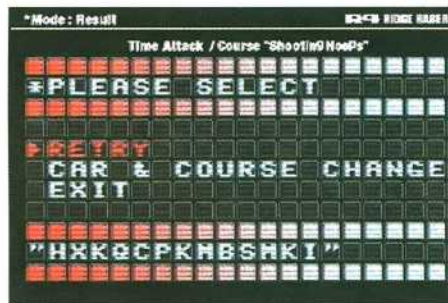 *Mode : Result
R4 RIDGE RACER
Time Attack / Course "Shooting Hoops"
*PLEASE SELECT
▶RETRY
CAR & COURSE CHANGE
EXIT
"HXKQCPKMBSMKI"